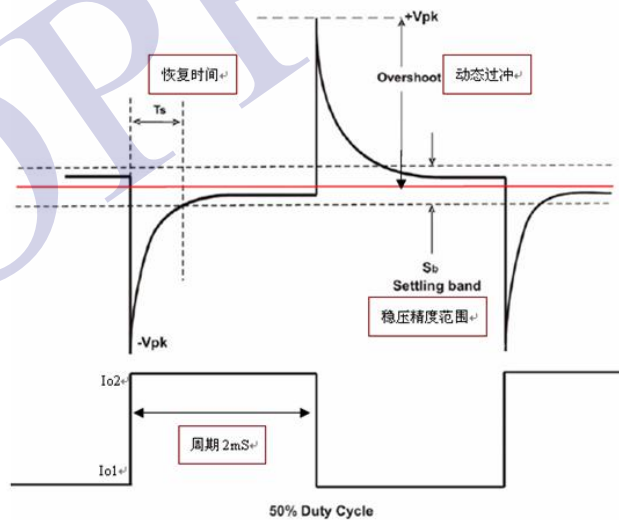 +Vpk
恢复时间
Overshoot
动态过冲
Ts
Sb
Settling band
稳压精度范围
-Vpk
Io2
周期 2mS
Io1
50% Duty Cycle